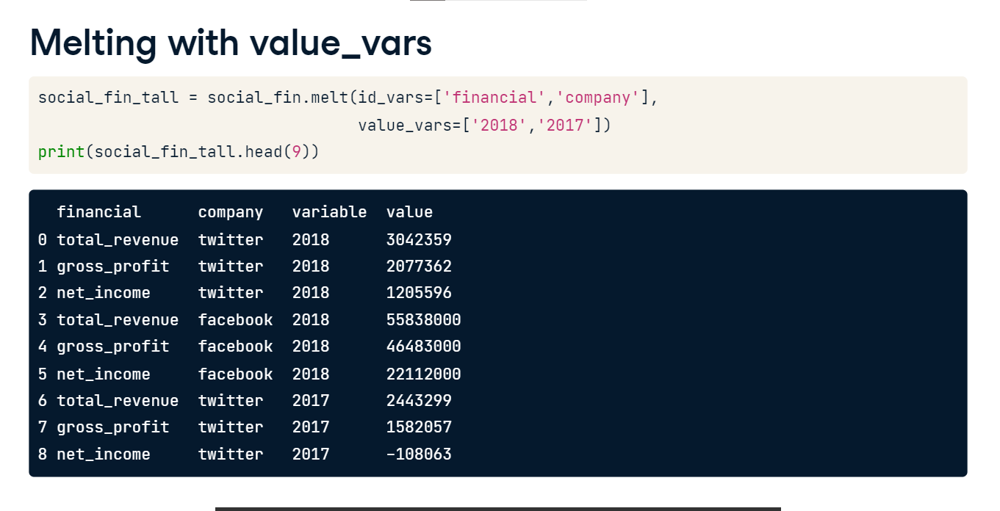 Melting with value_vars
social_fin_tall = social_fin.melt(id_vars=['financial','company'],
value_vars=['2018','2017'])
print(social_fin_tall.head(9))
financial company variable value
0 total_revenue twitter 2018 3042359
1 gross_profit twitter 2018 2077362
2 net_income twitter 2018 1205596
3 total_revenue facebook 2018 55838000
4 gross_profit facebook 2018 46483000
5 net_income facebook 2018 22112000
6 total_revenue twitter 2017 2443299
7 gross_profit twitter 2017 1582057
8 net_income twitter 2017 -108063